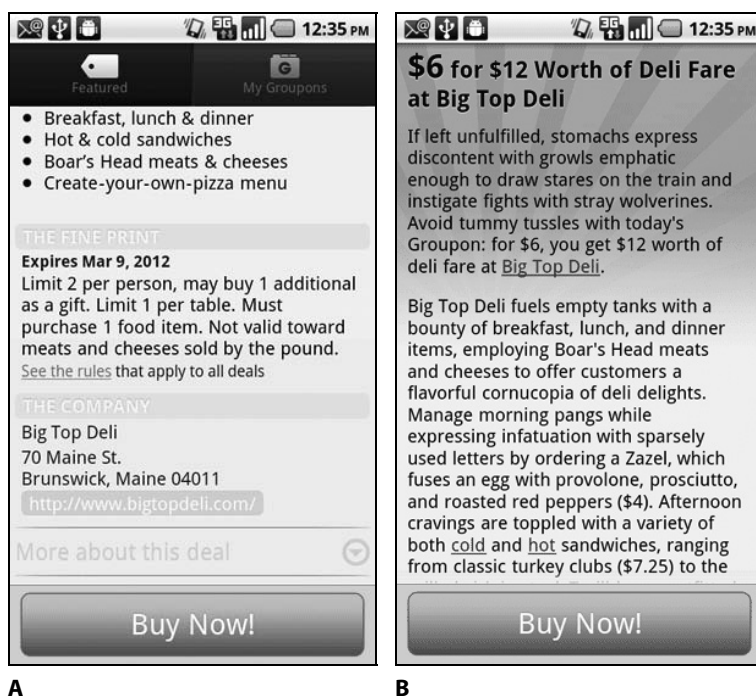 12:35 PM
Featured
My Groupons
• Breakfast, lunch & dinner
• Hot & cold sandwiches
• Boar's Head meats & cheeses
• Create-your-own-pizza menu
THE FINE PRINT
Expires Mar 9, 2012
Limit 2 per person, may buy 1 additional
as a gift. Limit 1 per table. Must
purchase 1 food item. Not valid toward
meats and cheeses sold by the pound.
See the rules that apply to all deals
THE COMPANY
Big Top Deli
70 Maine St.
Brunswick, Maine 04011
http://www.bigtopdeli.com/
More about this deal
Buy Now!
A
3G 12:35 PM
$6 for $12 Worth of Deli Fare
at Big Top Deli
If left unfulfilled, stomachs express
discontent with growls emphatic
enough to draw stares on the train and
instigate fights with stray wolverines.
Avoid tummy tussles with today's
Groupon: for $6, you get $12 worth of
deli fare at Big Top Deli.
Big Top Deli fuels empty tanks with a
bounty of breakfast, lunch, and dinner
items, employing Boar's Head meats
and cheeses to offer customers a
flavorful cornucopia of deli delights.
Manage morning pangs while
expressing infatuation with sparsely
used letters by ordering a Zazel, which
fuses an egg with provolone, prosciutto,
and roasted red peppers ($4). Afternoon
cravings are toppled with a variety of
both cold and hot sandwiches, ranging
from classic turkey clubs ($7.25) to the
Buy Now!
B